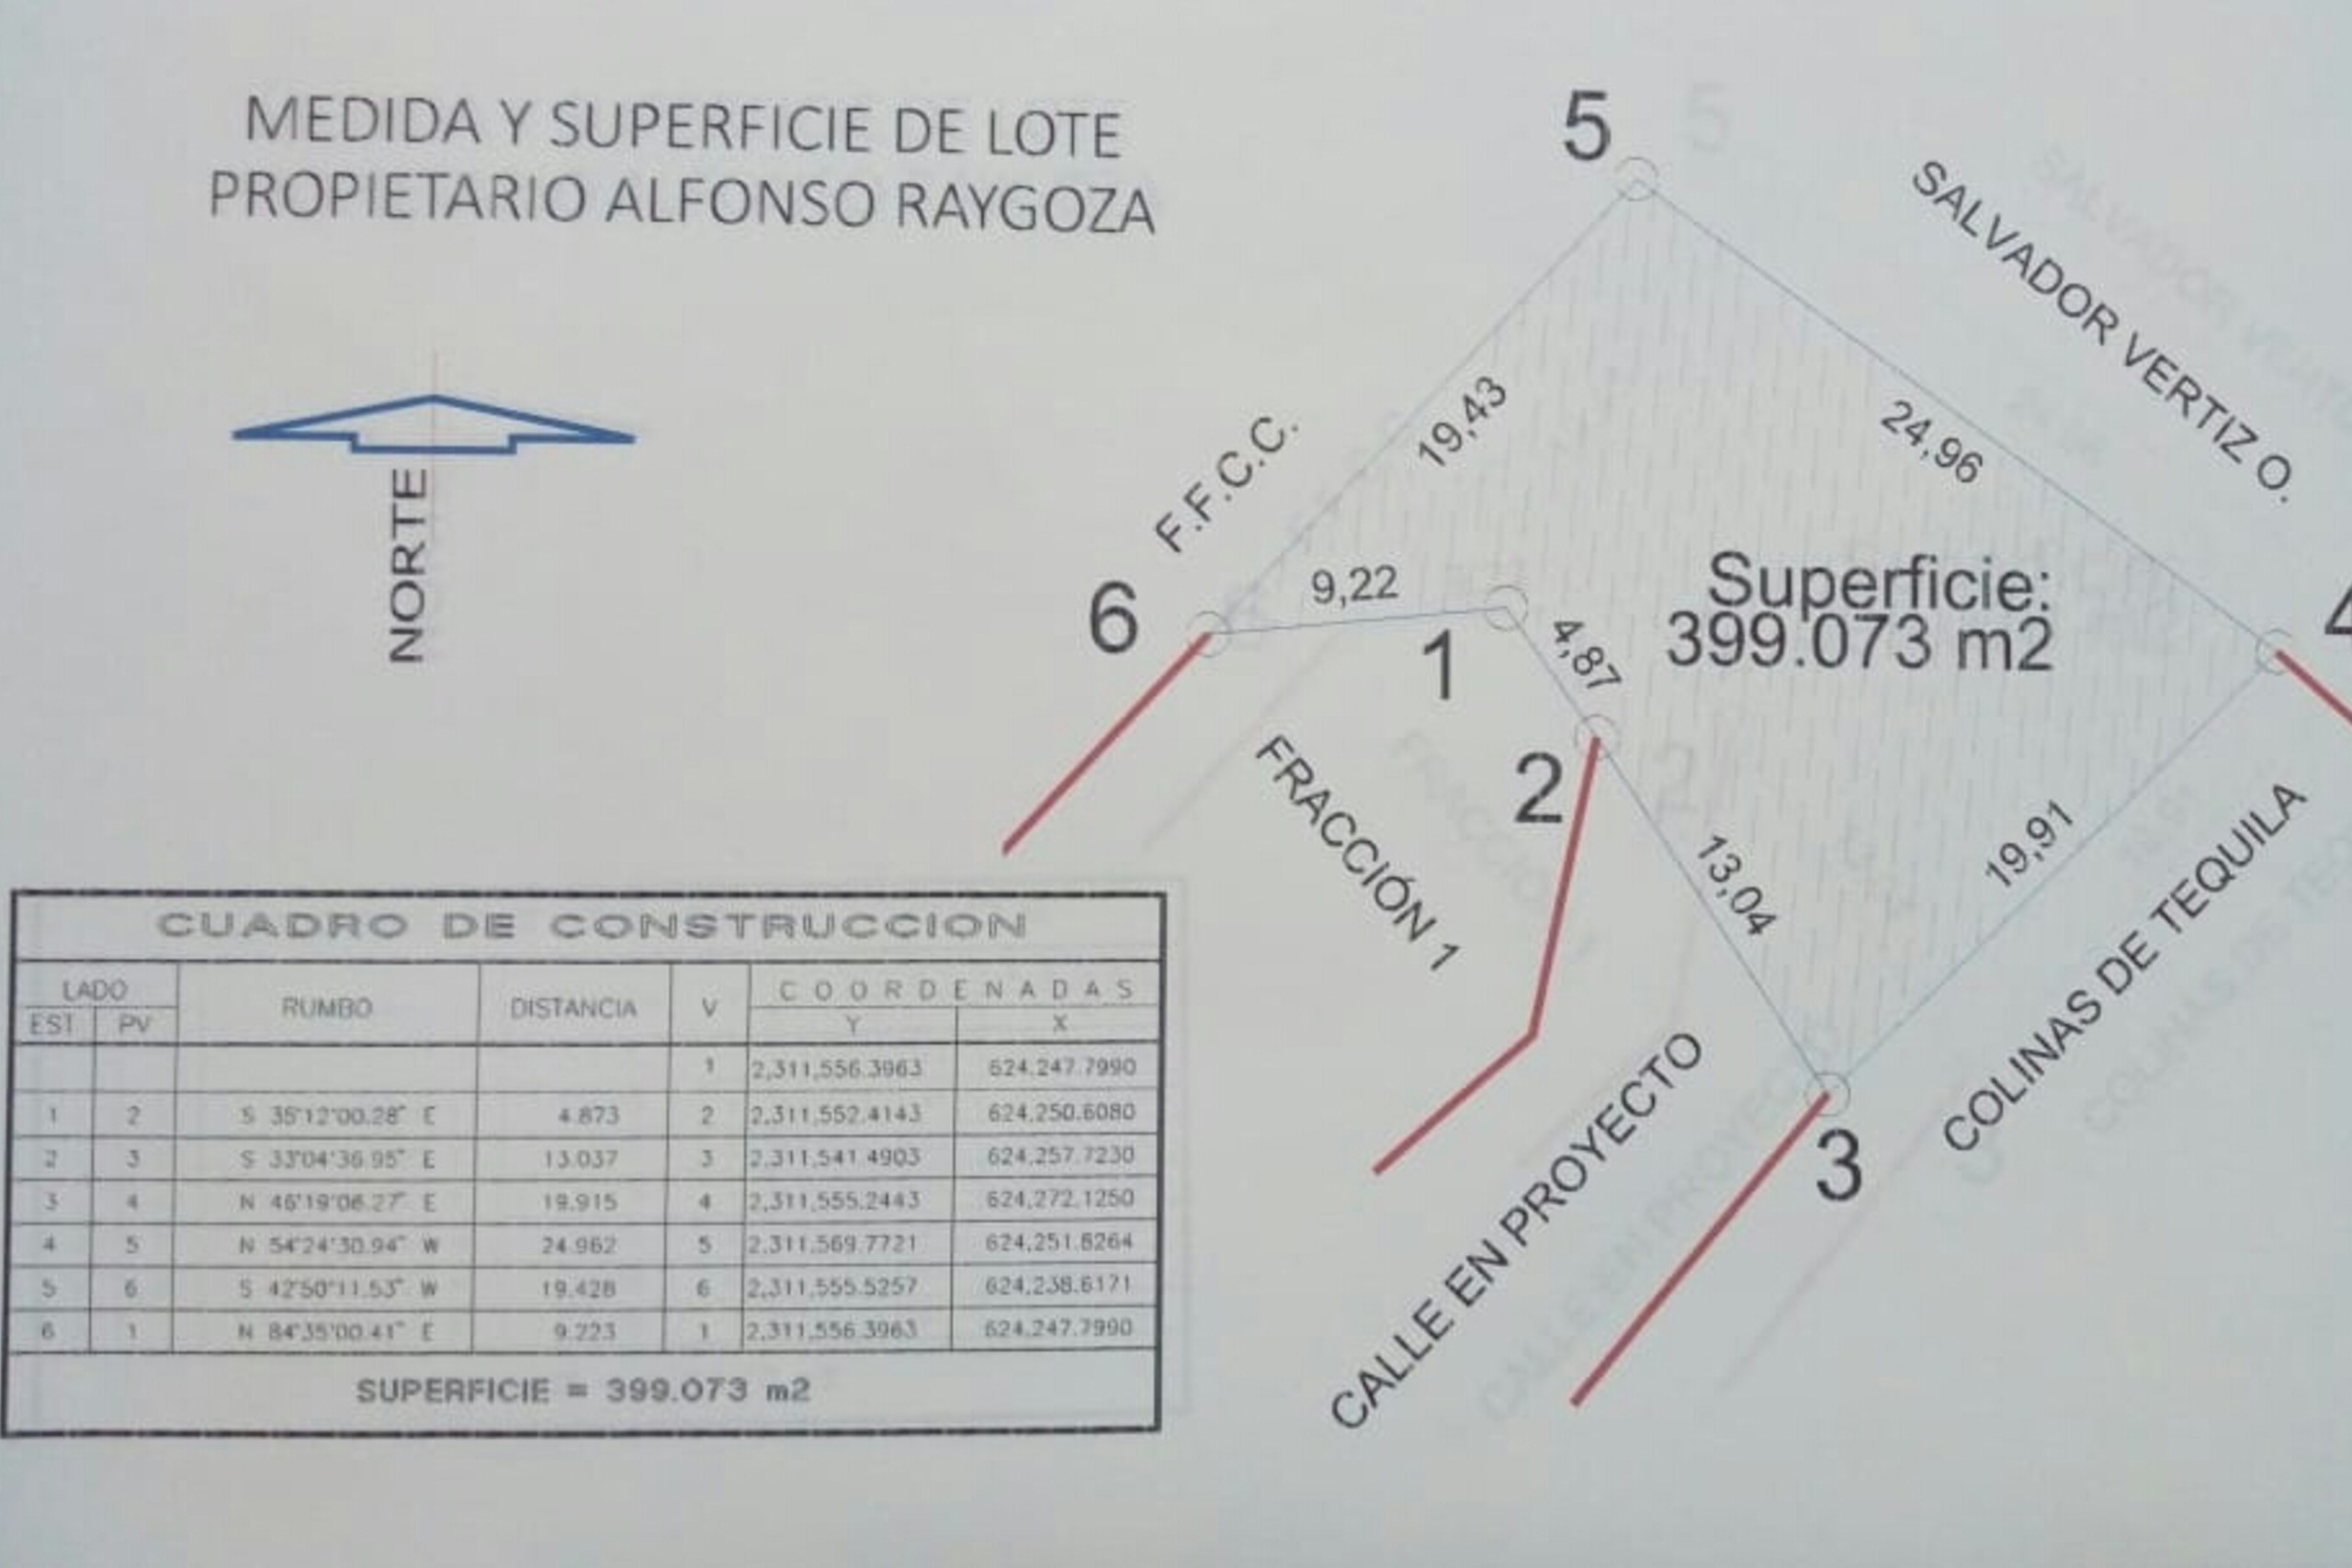 MEDIDA Y SUPERFICIE DE LOTE
PROPIETARIO ALFONSO RAYGOZA
NORTE
5
SALVADOR VERTIZ O.
19,43
24,96
F.F.C.C.
6
9,22
1
4,87
Superficie:
399.073 m2
4
2
FRACCIÓN 1
13,04
19,91
COLINAS DE TEQUILA
3
CALLE EN PROYECTO
CUADRO DE CONSTRUCCION
LADO RUMBO DISTANCIA V COORDENADAS
EST PV Y X
1 2,311,556.3963 624,247.7990
1 2 S 35°12'00.28" E 4.873 2 2,311,552.4143 624,250.6080
2 3 S 33°04'36.95" E 13.037 3 2,311,541.4903 624,257.7230
3 4 N 46°19'06.27" E 19.915 4 2,311,555.2443 624,272.1250
4 5 N 54°24'30.94" W 24.962 5 2,311,569.7721 624,251.8264
5 6 S 42°50'11.53" W 19.428 6 2,311,555.5257 624,238.6171
6 1 N 84°35'00.41" E 9.223 1 2,311,556.3963 624,247.7990
SUPERFICIE = 399.073 m2